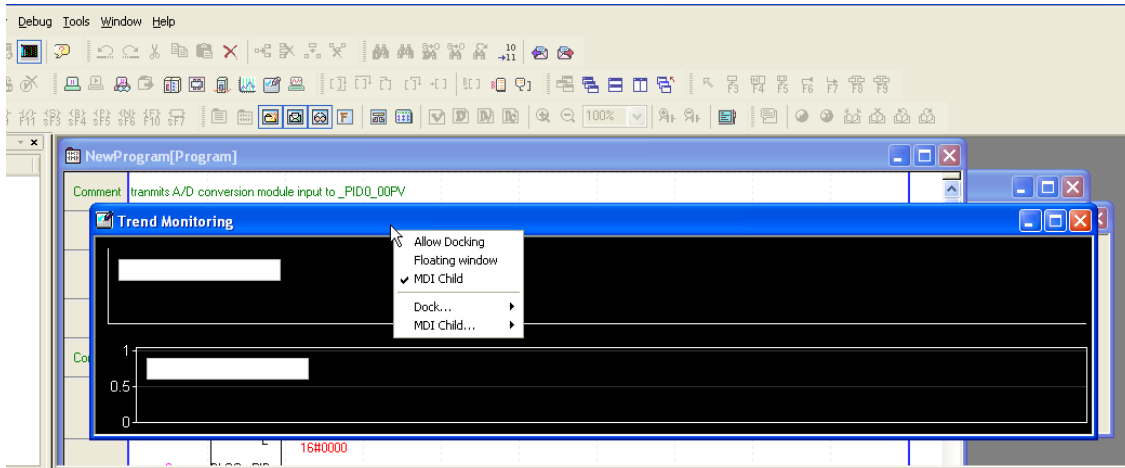 Debug Tools Window Help
100%
NewProgram[Program]
Comment tranmits A/D conversion module input to _PID0_00PV
Trend Monitoring
Allow Docking
Floating window
MDI Child
Dock...
MDI Child...
1
0.5
0
16#0000